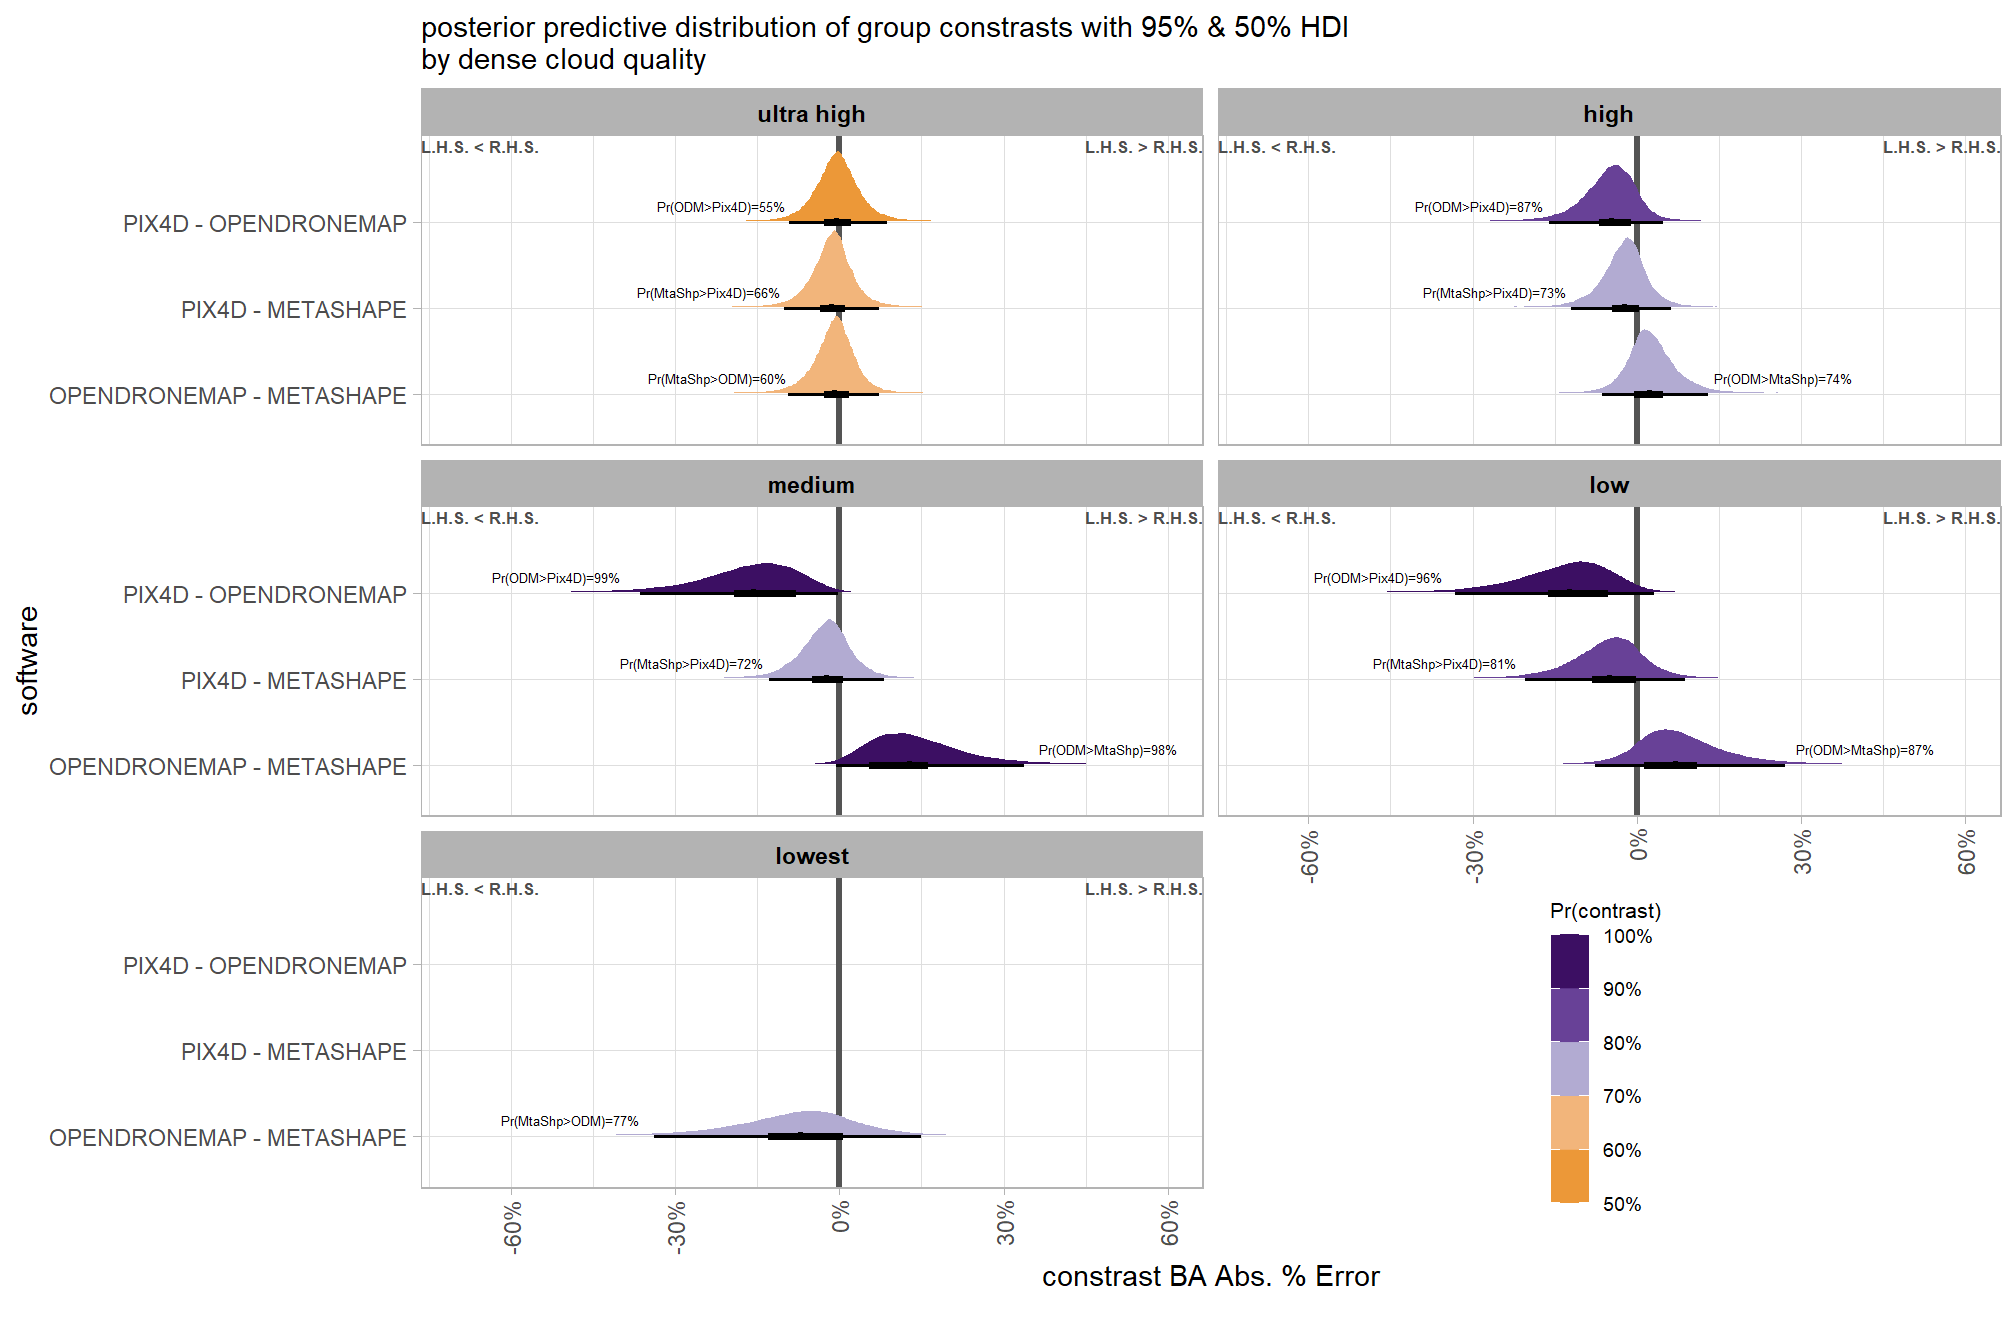 posterior predictive distribution of group constrasts with 95% & 50% HDI
by dense cloud quality
ultra high
L.H.S. < R.H.S.
L.H.S. > R.H.S.
PIX4D - OPENDRONEMAP
Pr(ODM>Pix4D)=55%
PIX4D - METASHAPE
Pr(MtaShp>Pix4D)=66%
OPENDRONEMAP - METASHAPE
Pr(MtaShp>ODM)=60%
high
L.H.S. < R.H.S.
L.H.S. > R.H.S.
Pr(ODM>Pix4D)=87%
Pr(MtaShp>Pix4D)=73%
Pr(ODM>MtaShp)=74%
software
medium
L.H.S. < R.H.S.
L.H.S. > R.H.S.
PIX4D - OPENDRONEMAP
Pr(ODM>Pix4D)=99%
PIX4D - METASHAPE
Pr(MtaShp>Pix4D)=72%
OPENDRONEMAP - METASHAPE
Pr(ODM>MtaShp)=98%
low
L.H.S. < R.H.S.
L.H.S. > R.H.S.
Pr(ODM>Pix4D)=96%
Pr(MtaShp>Pix4D)=81%
Pr(ODM>MtaShp)=87%
-60%
-30%
0%
30%
60%
lowest
L.H.S. < R.H.S.
L.H.S. > R.H.S.
PIX4D - OPENDRONEMAP
PIX4D - METASHAPE
OPENDRONEMAP - METASHAPE
Pr(MtaShp>ODM)=77%
-60%
-30%
0%
30%
60%
Pr(contrast)
100%
90%
80%
70%
60%
50%
constrast BA Abs. % Error